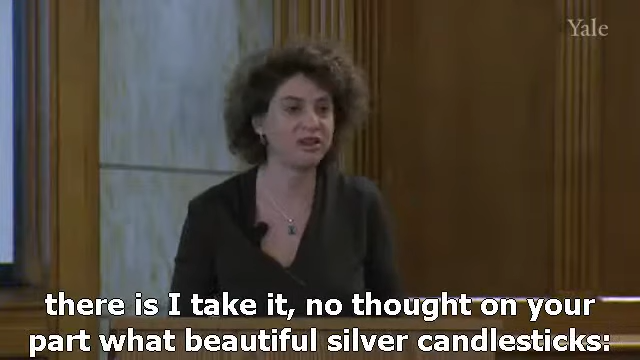 Yale
there is I take it, no thought on your
part what beautiful silver candlesticks: